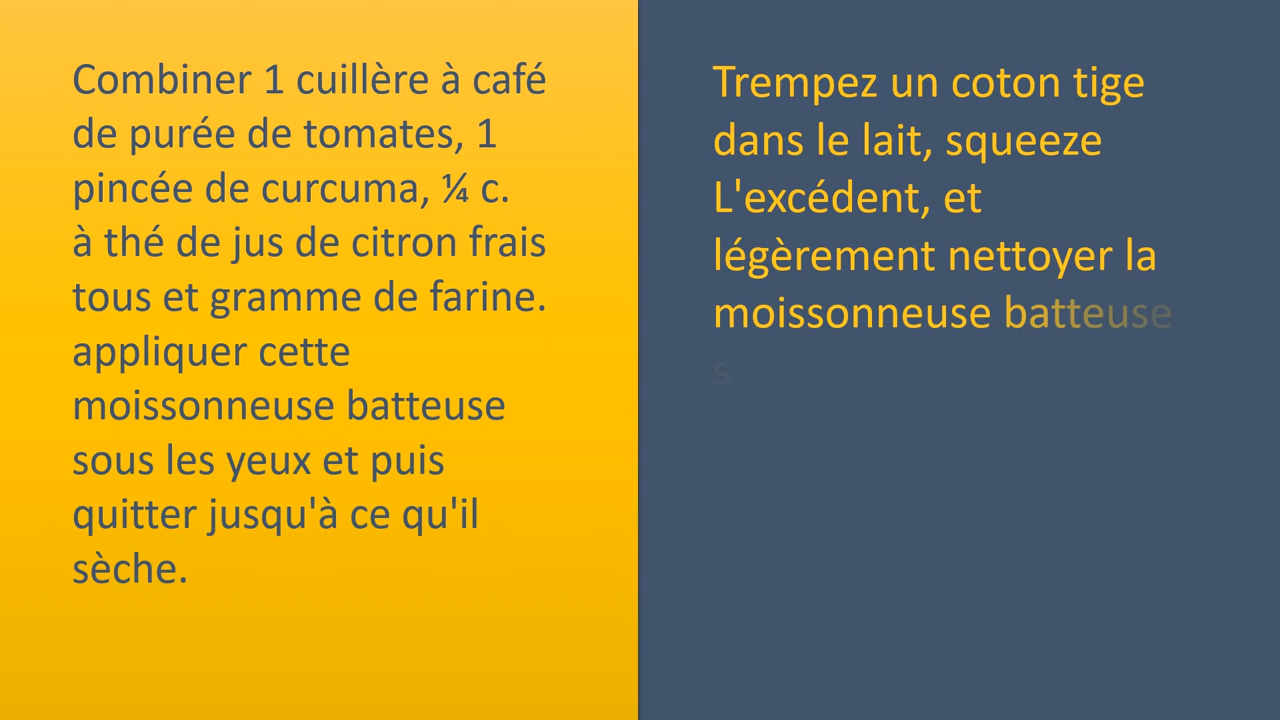 Combiner 1 cuillère à café
de purée de tomates, 1
pincée de curcuma, ¼ c.
à thé de jus de citron frais
tous et gramme de farine.
appliquer cette
moissonneuse batteuse
sous les yeux et puis
quitter jusqu'à ce qu'il
sèche.
Trempez un coton tige
dans le lait, squeeze
L'excédent, et
légèrement nettoyer la
moissonneuse batteuse
s